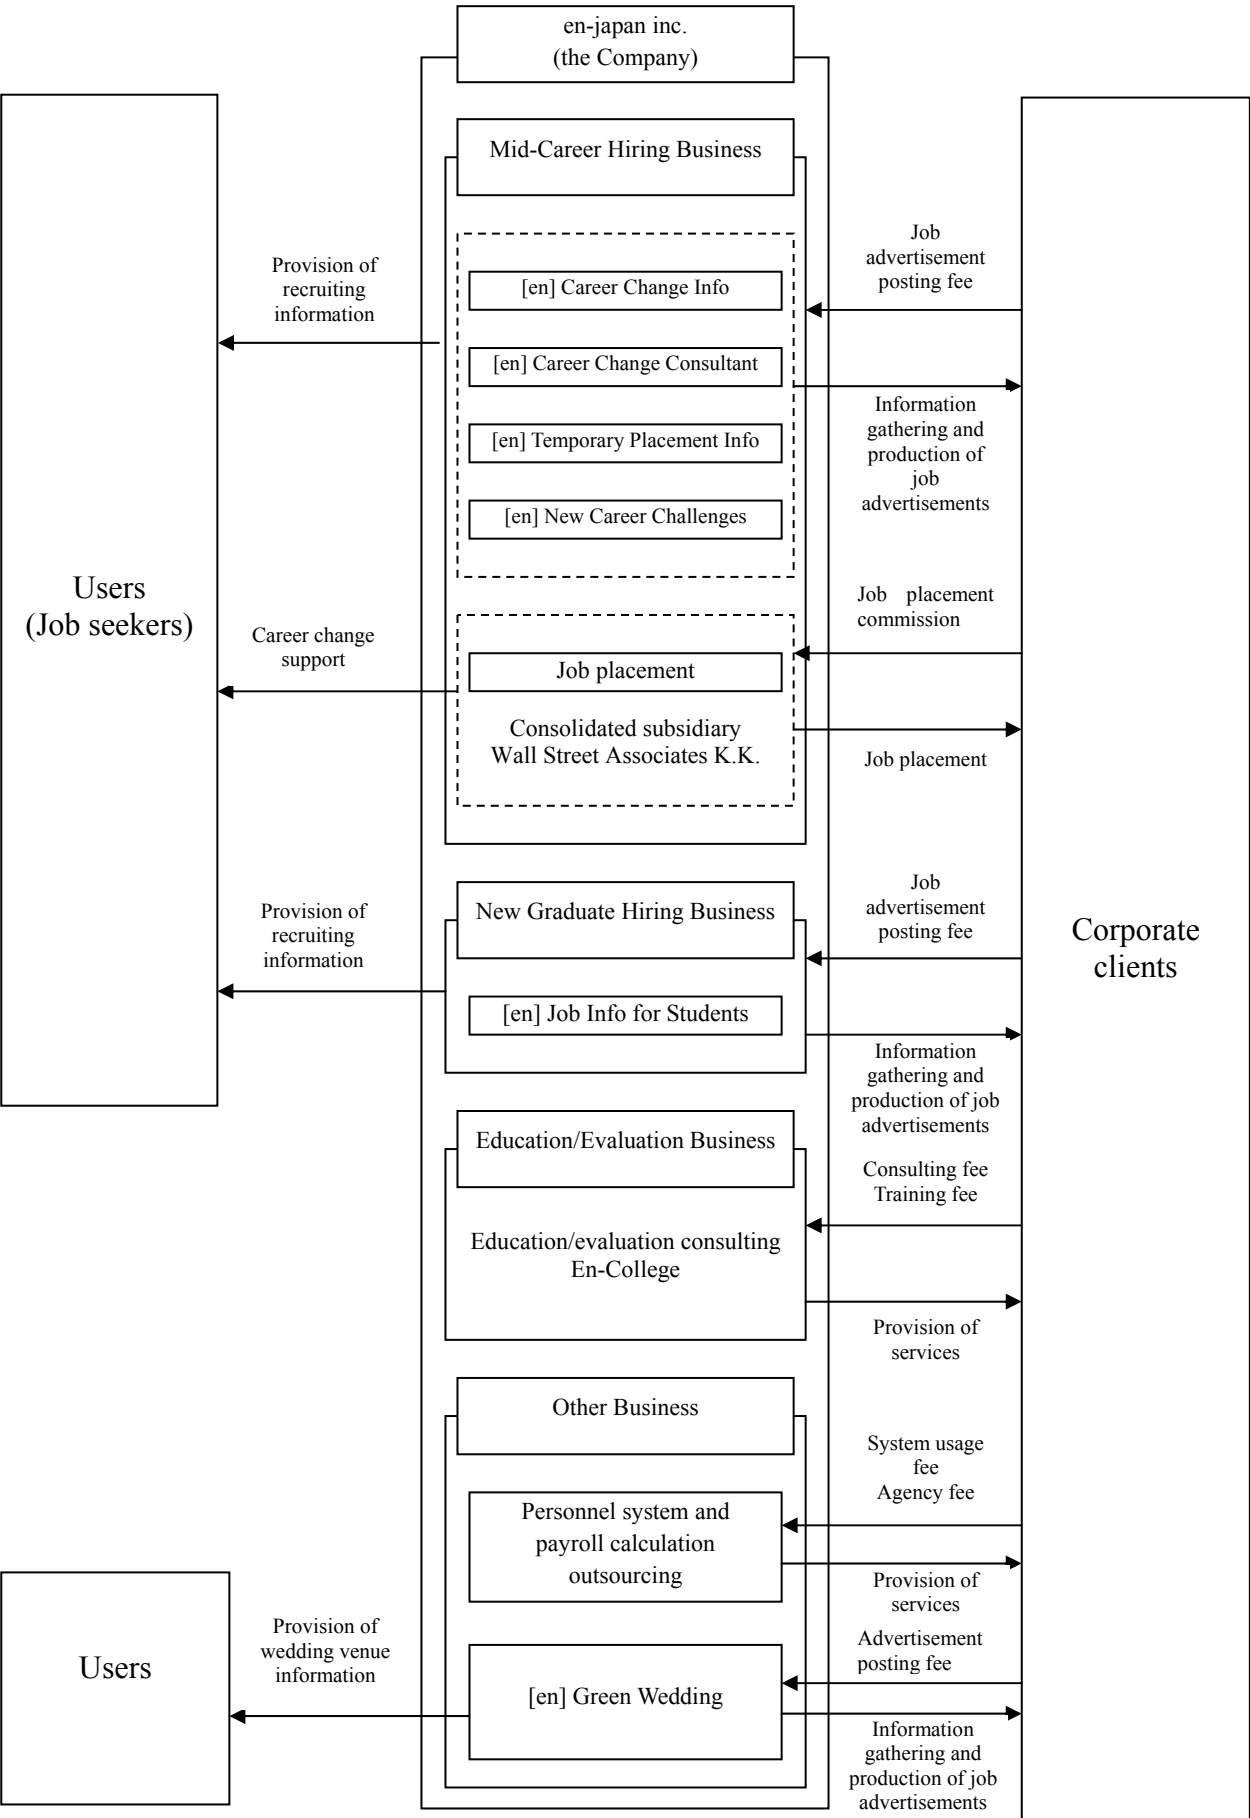 en-japan inc.
(the Company)
Mid-Career Hiring Business
Job
advertisement
posting fee
Provision of
recruiting
information
[en] Career Change Info
[en] Career Change Consultant
[en] Temporary Placement Info
[en] New Career Challenges
Information
gathering and
production of
job
advertisements
Users
(Job seekers)
Job placement
commission
Career change
support
Job placement
Consolidated subsidiary
Wall Street Associates K.K.
Job placement
Job
advertisement
posting fee
Provision of
recruiting
information
New Graduate Hiring Business
Corporate
clients
[en] Job Info for Students
Information
gathering and
production of job
advertisements
Education/Evaluation Business
Consulting fee
Training fee
Education/evaluation consulting
En-College
Provision of
services
Other Business
System usage
fee
Agency fee
Personnel system and
payroll calculation
outsourcing
Provision of
services
Users
Provision of
wedding venue
information
Advertisement
posting fee
[en] Green Wedding
Information
gathering and
production of job
advertisements